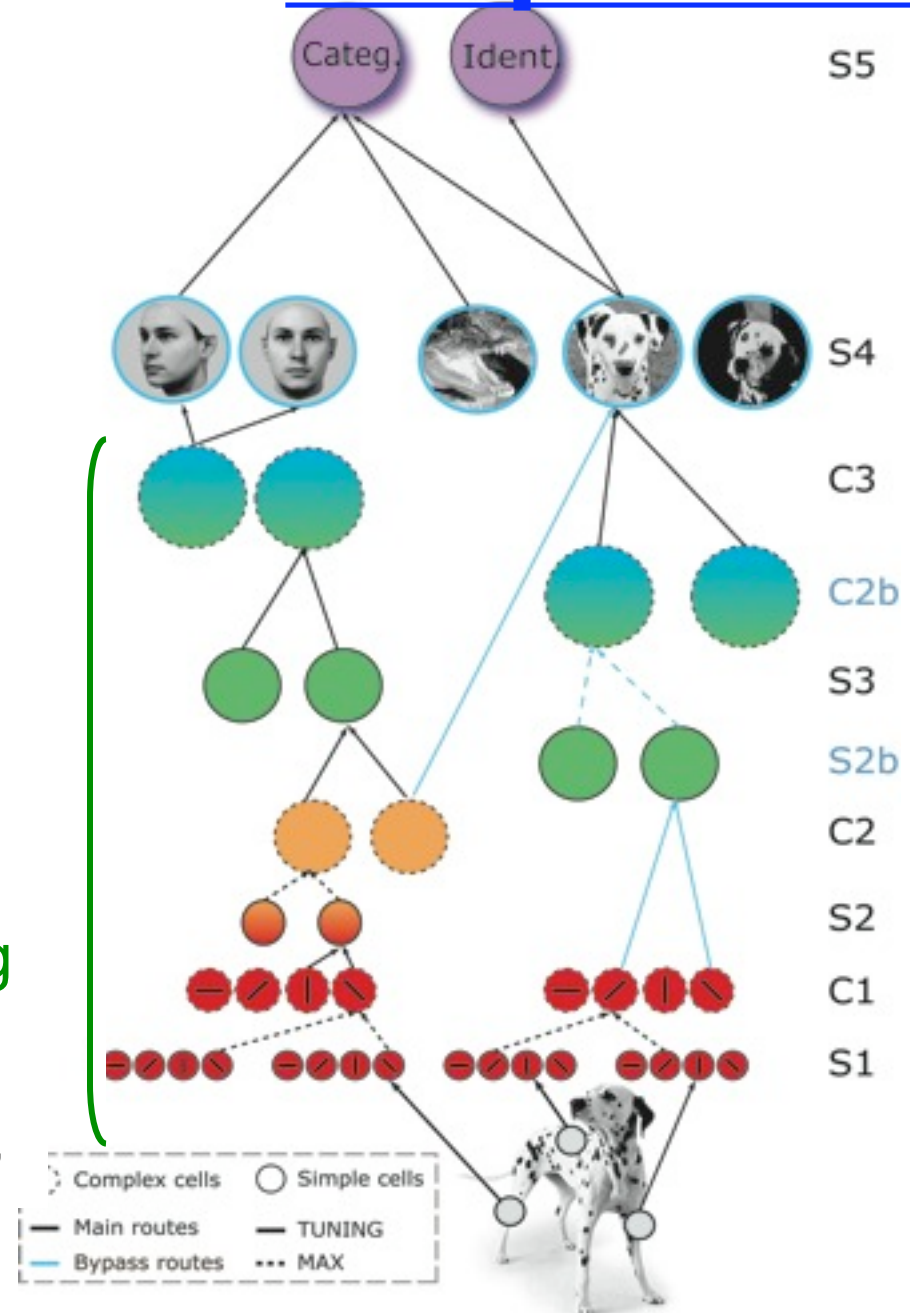 Categ.
Ident.
S5
S4
C3
C2b
S3
S2b
C2
S2
g
C1
S1
Complex cells
Simple cells
Main routes
TUNING
Bypass routes
MAX